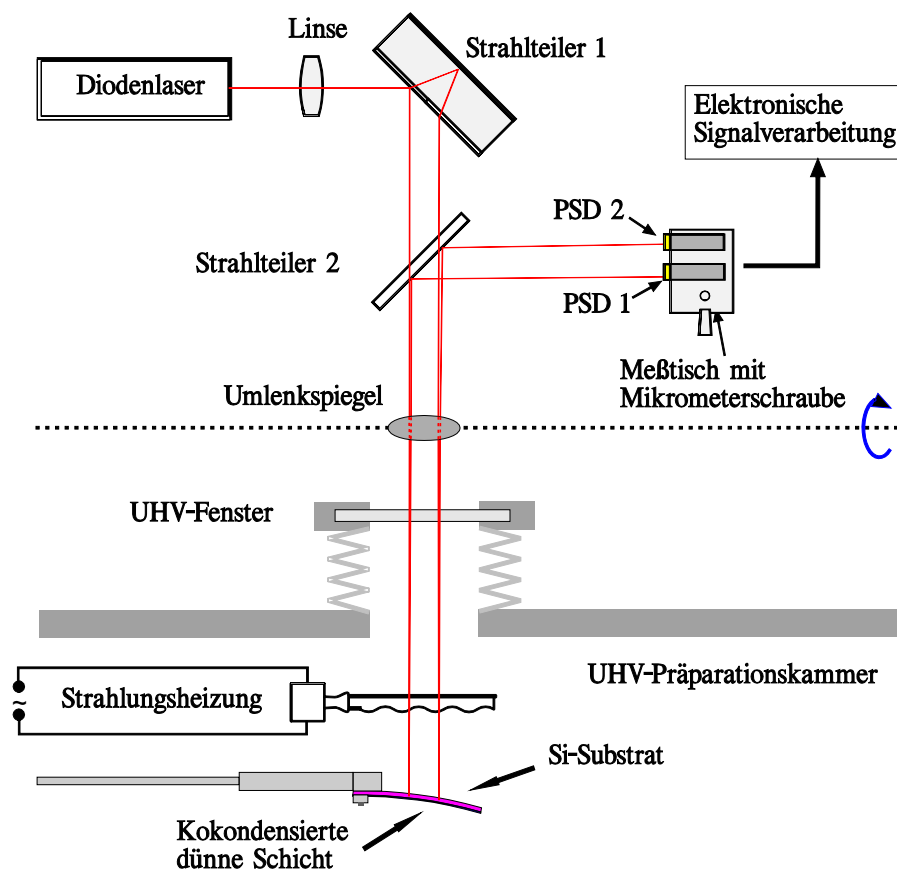 Linse
Strahlteiler 1
Diodenlaser
Elektronische
Signalverarbeitung
PSD 2
Strahlteiler 2
PSD 1
Meßtisch mit
Mikrometerschraube
Umlenkspiegel
UHV-Fenster
UHV-Präparationskammer
Strahlungsheizung
~
Si-Substrat
Kokondensierte
dünne Schicht